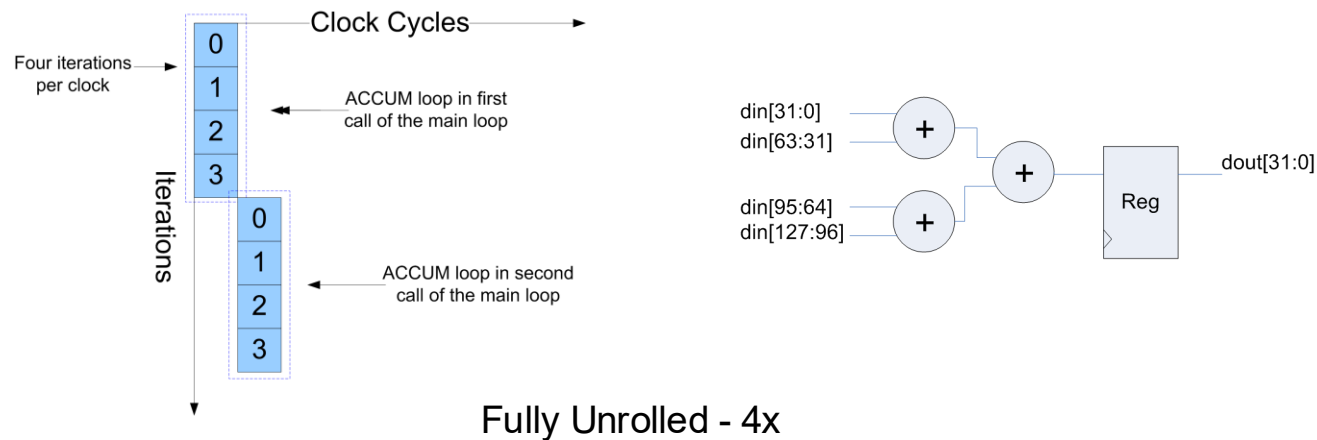 Clock Cycles
Four iterations
per clock
0
1
2
3
ACCUM loop in first
call of the main loop
Iterations
0
1
2
3
ACCUM loop in second
call of the main loop
din[31:0]
din[63:31]
+
din[95:64]
din[127:96]
+
+
Reg
dout[31:0]
Fully Unrolled - 4x